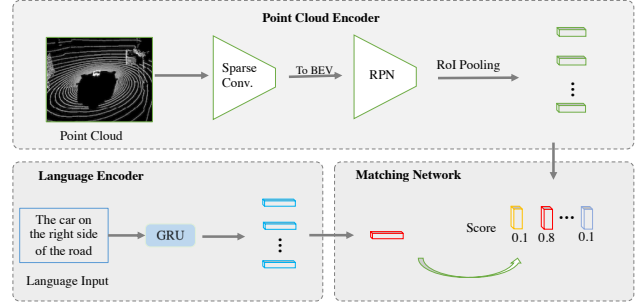 Point Cloud Encoder
Sparse
Conv.
To BEV
RPN
RoI Pooling
Point Cloud
Language Encoder
The car on
the right side
of the road
GRU
Language Input
Matching Network
Score
0.1 0.8 0.1